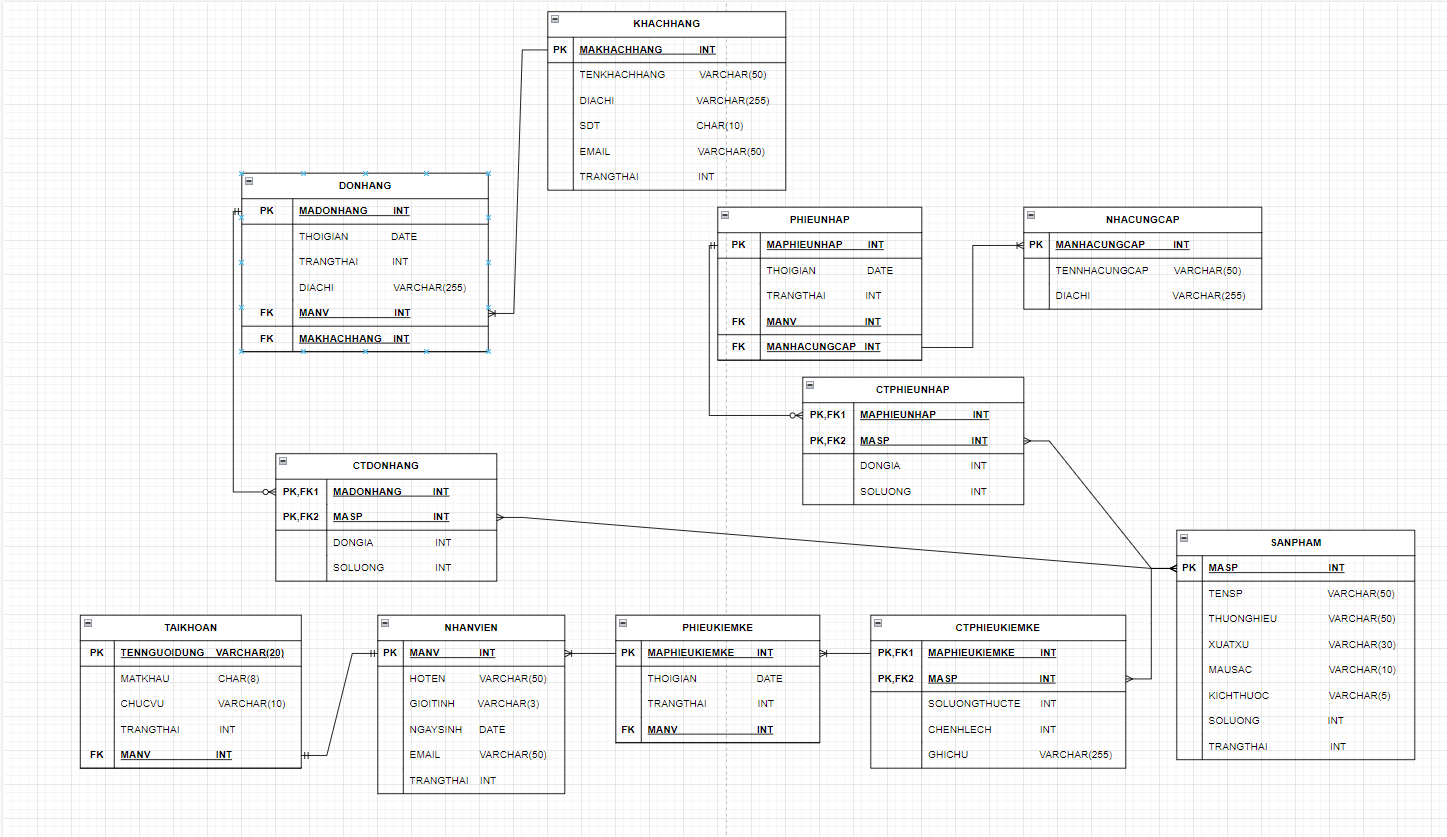 KHACHHANG
PK MAKHACHHANG INT
TENKHACHHANG VARCHAR(50)
DIACHI VARCHAR(255)
SDT CHAR(10)
EMAIL VARCHAR(50)
TRANGTHAI INT
DONHANG
PK MADONHANG INT
THOIGIAN DATE
TRANGTHAI INT
DIACHI VARCHAR(255)
FK MANV INT
FK MAKHACHHANG INT
PHIEUNHAP
PK MAPHIEUNHAP INT
THOIGIAN DATE
TRANGTHAI INT
FK MANV INT
FK MANHACUNGCAP INT
NHACUNGCAP
PK MANHACUNGCAP INT
TENNHACUNGCAP VARCHAR(50)
DIACHI VARCHAR(255)
CTPHIEUNHAP
PK,FK1 MAPHIEUNHAP INT
PK,FK2 MASP INT
DONGIA INT
SOLUONG INT
CTDONHANG
PK,FK1 MADONHANG INT
PK,FK2 MASP INT
DONGIA INT
SOLUONG INT
SANPHAM
PK MASP INT
TENSP VARCHAR(50)
THUONGHIEU VARCHAR(50)
XUATXU VARCHAR(30)
MAUSAC VARCHAR(10)
KICHTHUOC VARCHAR(5)
SOLUONG INT
TRANGTHAI INT
TAIKHOAN
PK TENNGUOIDUNG VARCHAR(20)
MATKHAU CHAR(8)
CHUCVU VARCHAR(10)
TRANGTHAI INT
FK MANV INT
NHANVIEN
PK MANV INT
HOTEN VARCHAR(50)
GIOITINH VARCHAR(3)
NGAYSINH DATE
EMAIL VARCHAR(50)
TRANGTHAI INT
PHIEUKIEMKE
PK MAPHIEUKIEMKE INT
THOIGIAN DATE
TRANGTHAI INT
FK MANV INT
CTPHIEUKIEMKE
PK,FK1 MAPHIEUKIEMKE INT
PK,FK2 MASP INT
SOLUONGTHUCTE INT
CHENHLECH INT
GHICHU VARCHAR(255)